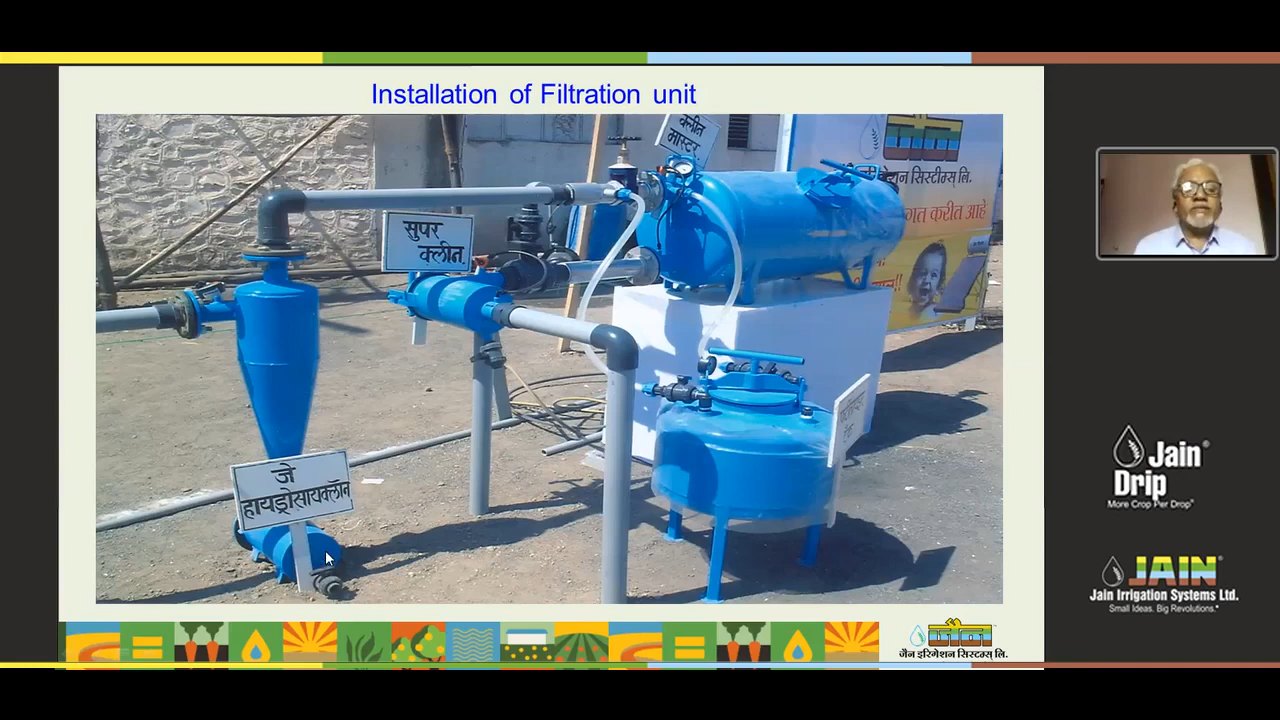 Installation of Filtration unit
क्लीन
मास्टर
सुपर
क्लीन
जे
हायड्रोसायक्लॉन
जैन
सिस्टीम्स् लि.
करीत आहे
Jain
Drip
More Crop Per Drop®
JAIN®
Jain Irrigation Systems Ltd.
Small Ideas. Big Revolutions.®
जैन
जैन इरिगेशन सिस्टम्स् लि.